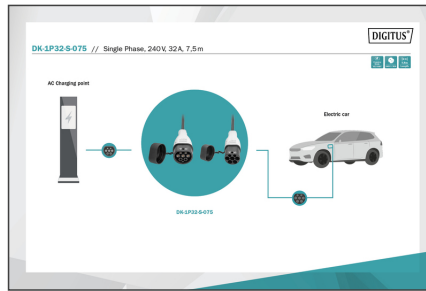 DIGITUS®
DK-1P32-S-075 // Single Phase, 240V, 32A, 7,5m
AC Charging point
Electric car
DK-1P32-S-075